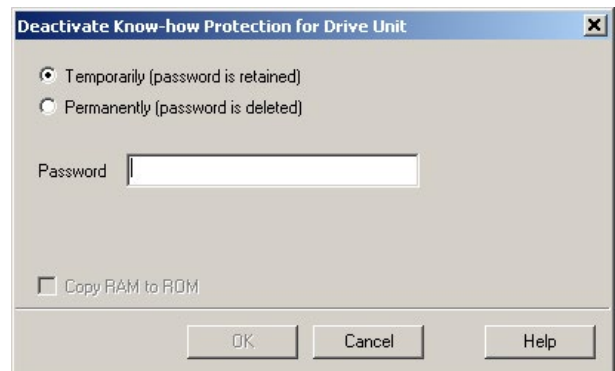 Deactivate Know-how Protection for Drive Unit
Temporarily (password is retained)
Permanently (password is deleted)
Password
Copy RAM to ROM
OK Cancel Help